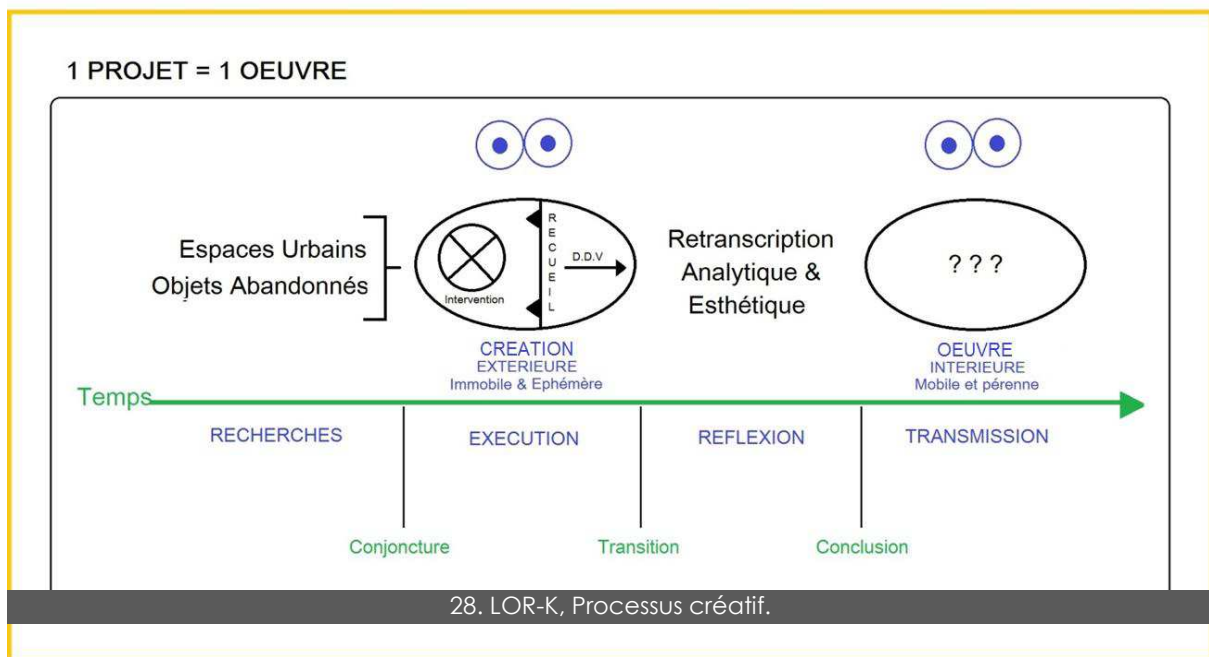 1 PROJET = 1 OEUVRE
Espaces Urbains
Objets Abandonnés
Intervention
RECUEIL
D.D.V
Retranscription
Analytique &
Esthétique
? ? ?
CREATION
EXTERIEURE
Immobile & Ephémère
OEUVRE
INTERIEURE
Mobile et pérenne
Temps
RECHERCHES
EXECUTION
REFLEXION
TRANSMISSION
Conjoncture
Transition
Conclusion
28. LOR-K, Processus créatif.